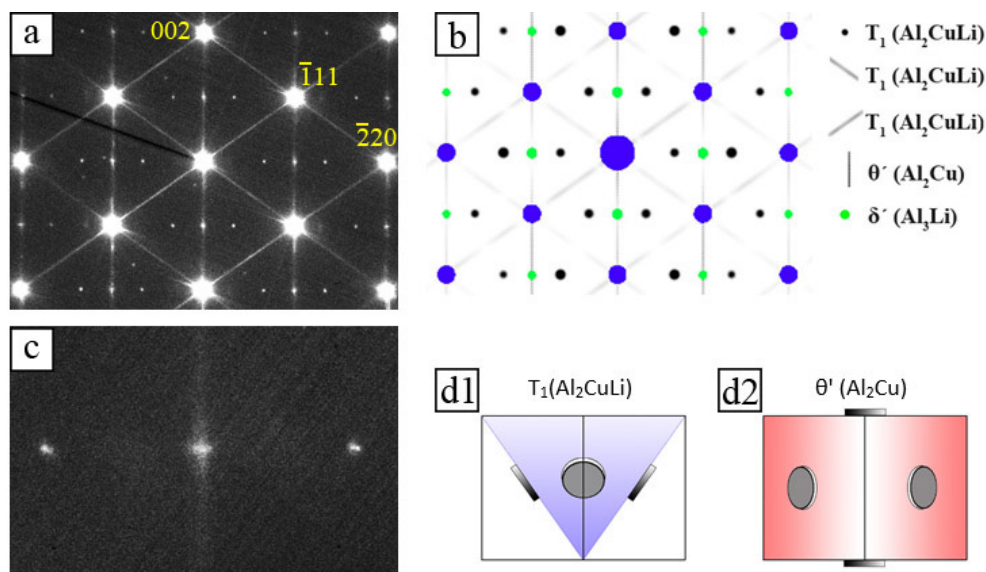 a
002
1̅11
2̅20
b
T₁ (Al₂CuLi)
T₁ (Al₂CuLi)
T₁ (Al₂CuLi)
θ´ (Al₂Cu)
δ´ (Al₃Li)
c
d1
T₁(Al₂CuLi)
d2
θ' (Al₂Cu)